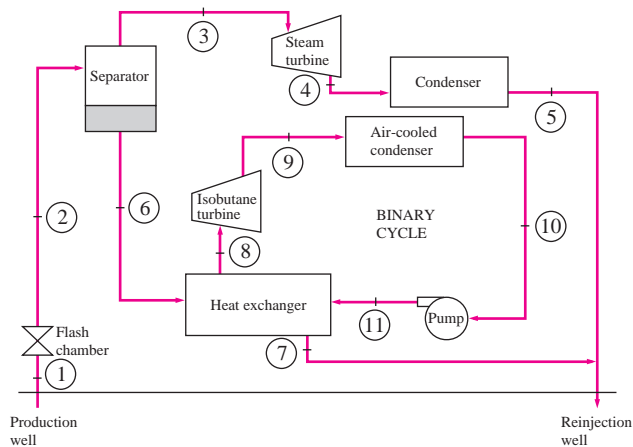 3
Steam
turbine
Separator
4
Condenser
5
Air-cooled
condenser
9
Isobutane
turbine
2
6
BINARY
CYCLE
10
8
Heat exchanger
11
Pump
Flash
chamber
7
1
Production
well
Reinjection
well